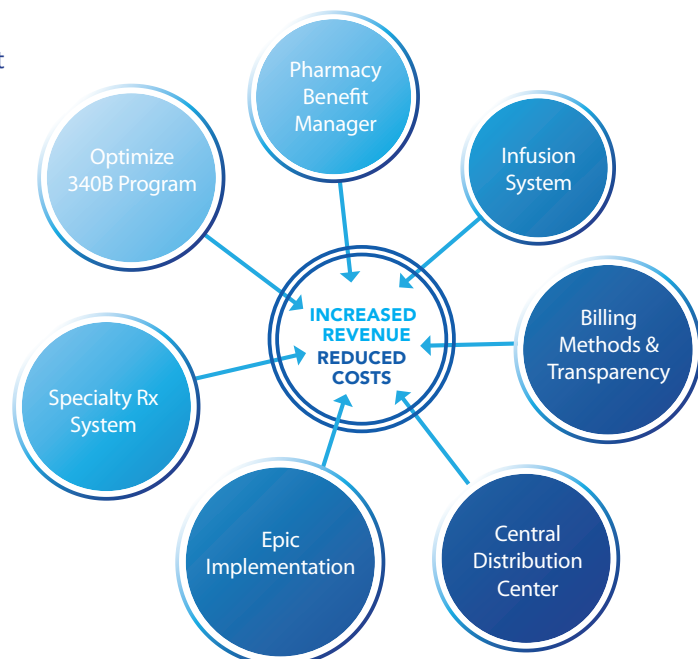 Pharmacy
Benefit
Manager
Infusion
System
Billing
Methods &
Transparency
Central
Distribution
Center
Epic
Implementation
Specialty Rx
System
Optimize
340B Program
INCREASED
REVENUE
REDUCED
COSTS